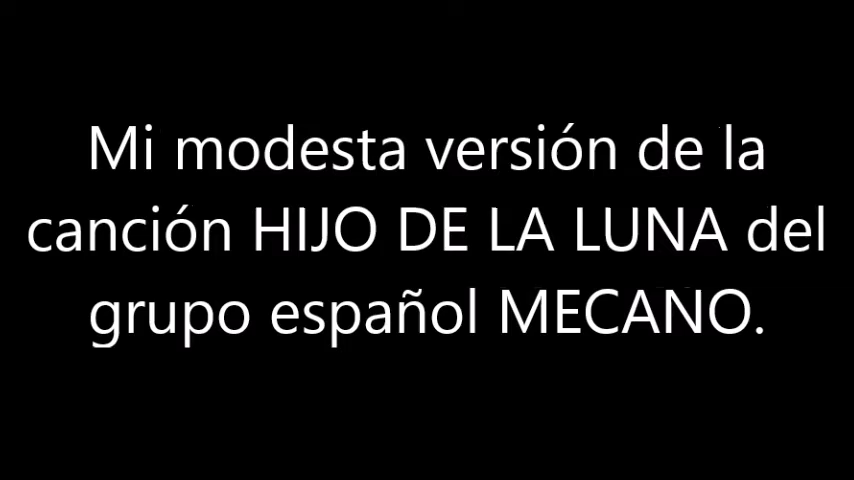 Mi modesta versión de la
canción HIJO DE LA LUNA del
grupo español MECANO.